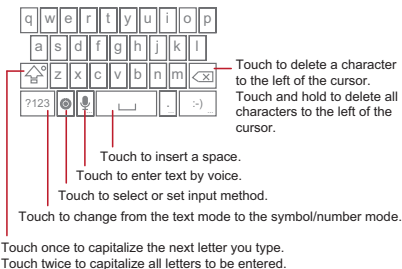 q w e r t y u i o p
a s d f g h j k l
z x c v b n m
Touch to delete a character
to the left of the cursor.
?123 . :-) ...
Touch and hold to delete all
characters to the left of the
cursor.
Touch to insert a space.
Touch to enter text by voice.
Touch to select or set input method.
Touch to change from the text mode to the symbol/number mode.
Touch once to capitalize the next letter you type.
Touch twice to capitalize all letters to be entered.